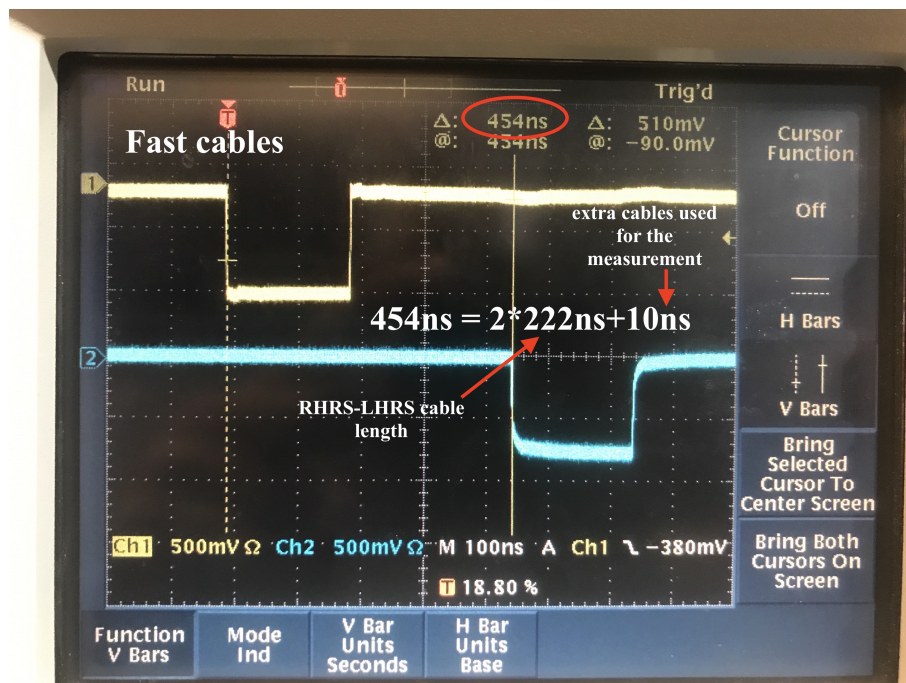 Run
Trig'd
T
Fast cables
Δ: 454ns Δ: 510mV
@: 454ns @: -90.0mV
Cursor
Function
Off
1
extra cables used
for the
measurement
454ns = 2*222ns+10ns
H Bars
2
RHRS-LHRS cable
length
V Bars
Bring
Selected
Cursor To
Center Screen
Ch1 500mVΩ Ch2 500mVΩ M 100ns A Ch1 ⤵ -380mV
T 18.80 %
Bring Both
Cursors On
Screen
Function
V Bars
Mode
Ind
V Bar
Units
Seconds
H Bar
Units
Base